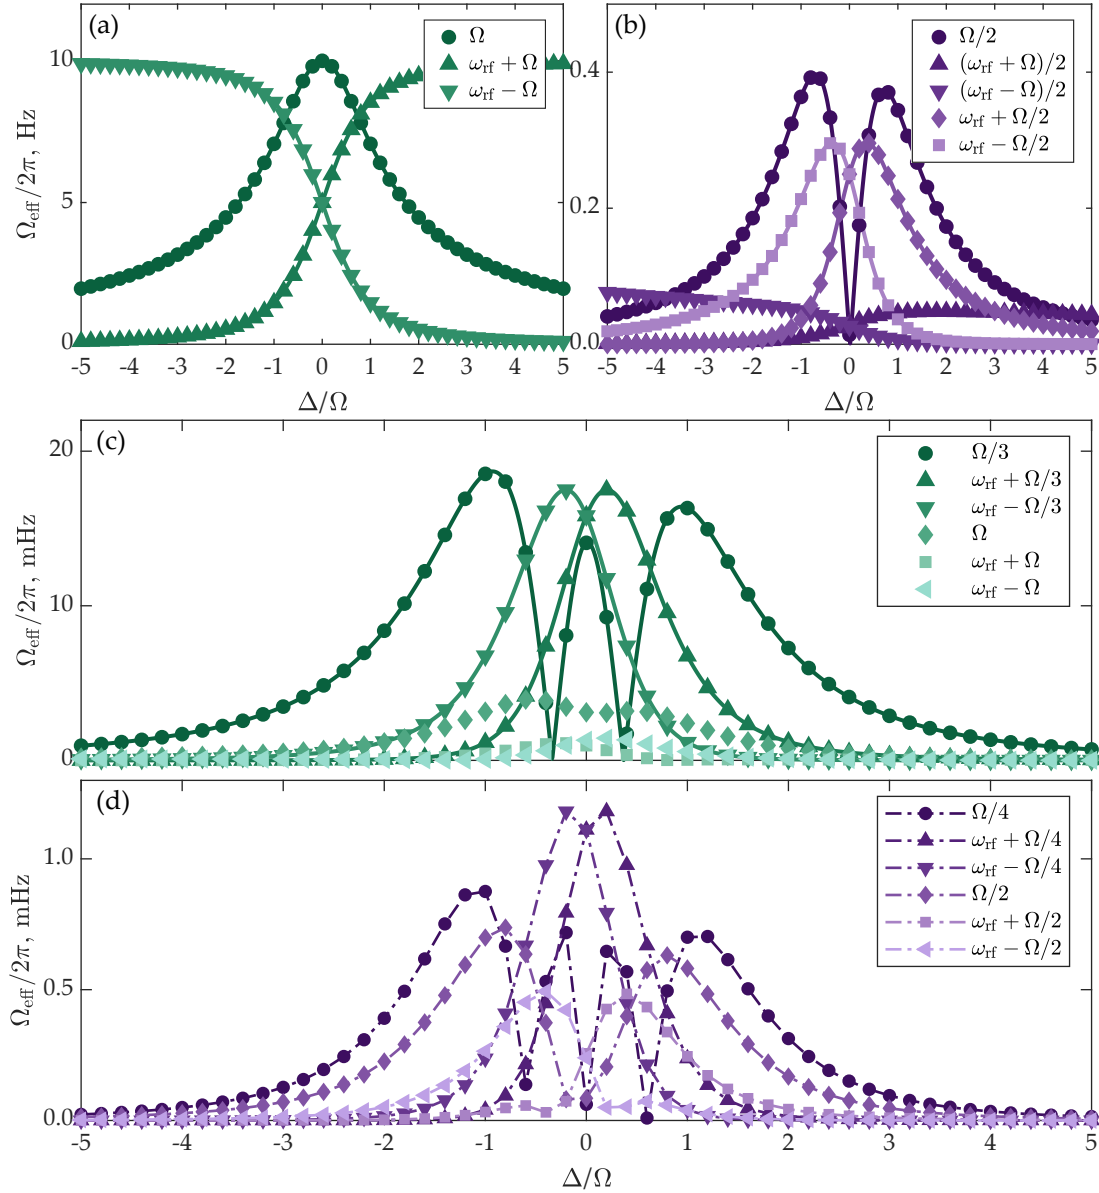 (a)
Ω
ω_rf + Ω
ω_rf − Ω
10
5
0
Ω_eff/2π, Hz
-5 -4 -3 -2 -1 0 1 2 3 4 5
Δ/Ω
(b)
Ω/2
(ω_rf + Ω)/2
(ω_rf − Ω)/2
ω_rf + Ω/2
ω_rf − Ω/2
0.4
0.2
0.0
-5 -4 -3 -2 -1 0 1 2 3 4 5
Δ/Ω
(c)
Ω/3
ω_rf + Ω/3
ω_rf − Ω/3
Ω
ω_rf + Ω
ω_rf − Ω
20
10
0
Ω_eff/2π, mHz
(d)
Ω/4
ω_rf + Ω/4
ω_rf − Ω/4
Ω/2
ω_rf + Ω/2
ω_rf − Ω/2
1.0
0.5
0.0
Ω_eff/2π, mHz
-5 -4 -3 -2 -1 0 1 2 3 4 5
Δ/Ω